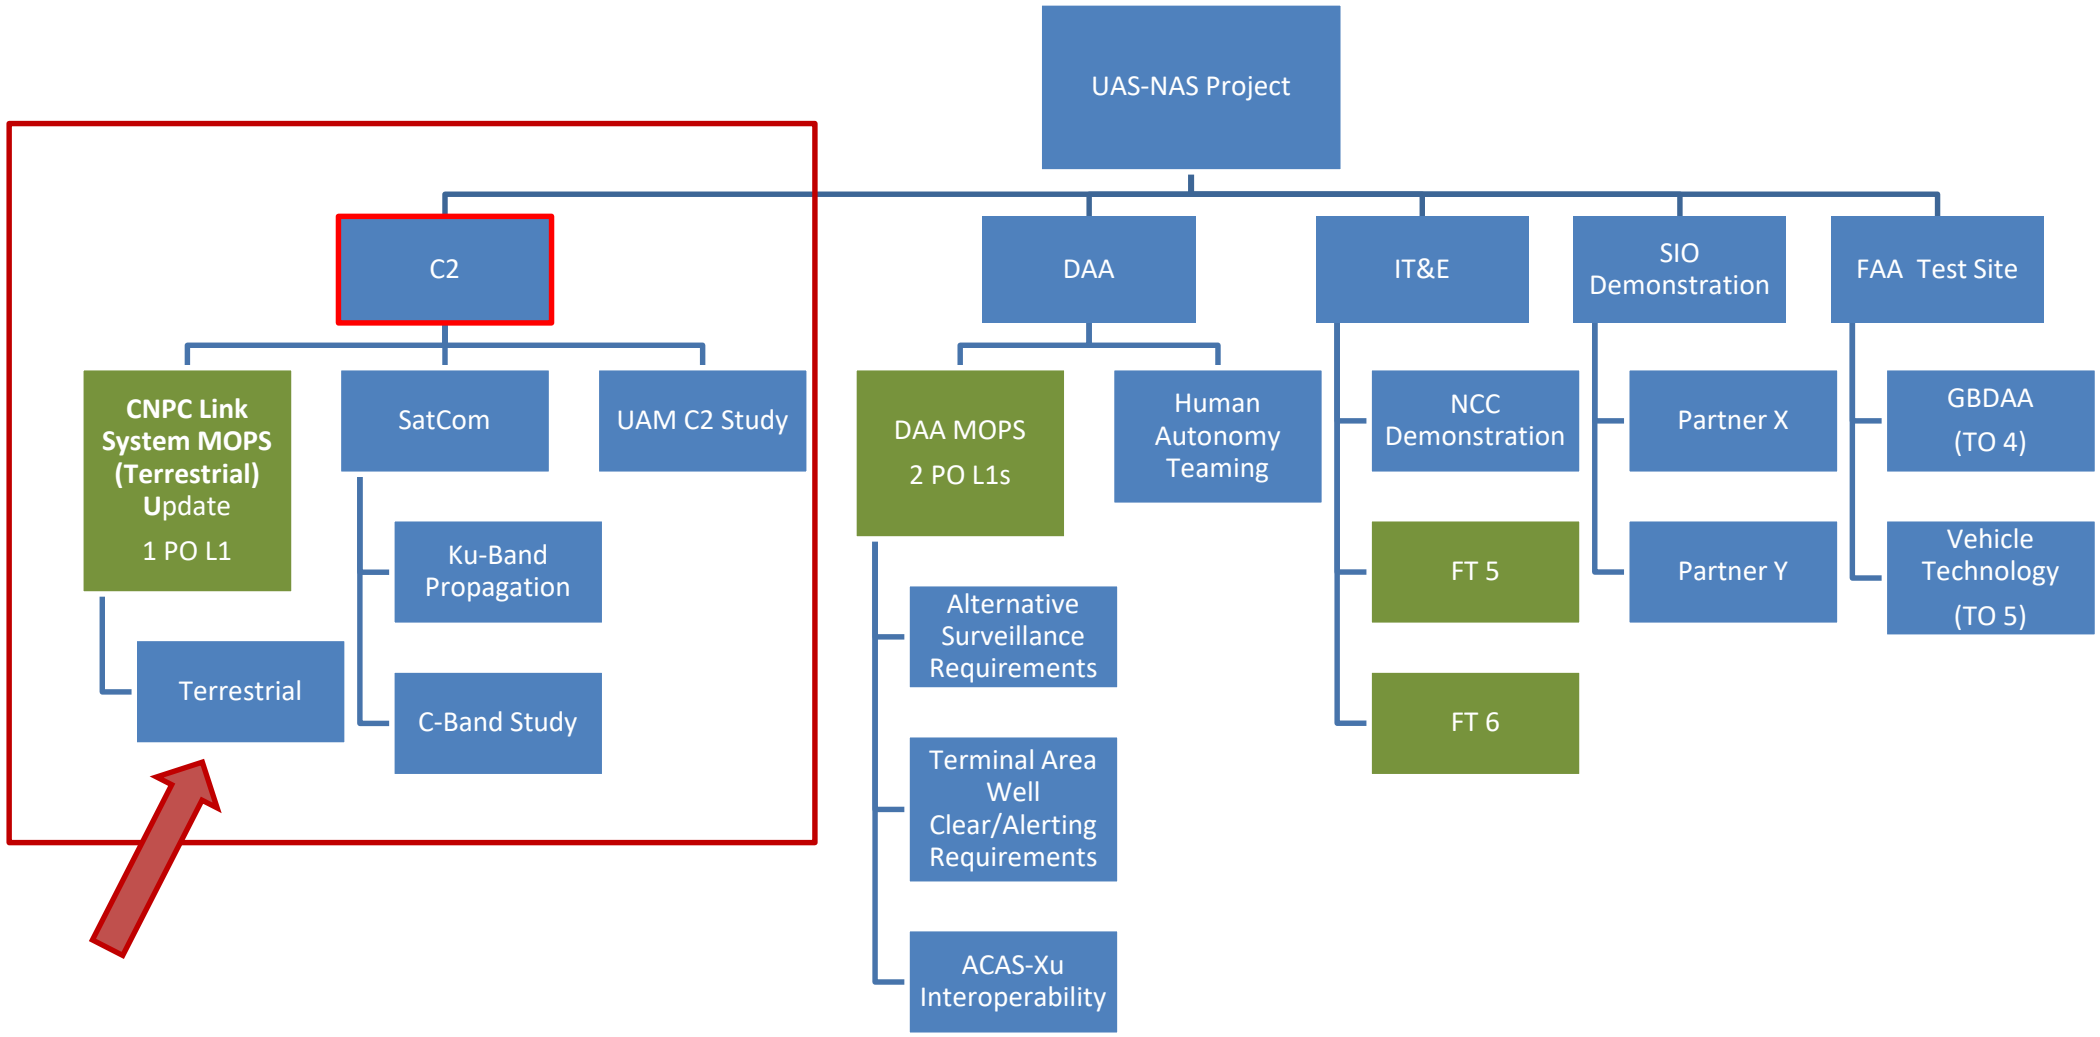 UAS-NAS Project
C2
DAA
IT&E
SIO
Demonstration
FAA  Test Site
CNPC Link
System MOPS
(Terrestrial)
Update
1 PO L1
SatCom
UAM C2 Study
DAA MOPS
2 PO L1s
Human
Autonomy
Teaming
NCC
Demonstration
Partner X
GBDAA
(TO 4)
Ku-Band
Propagation
FT 5
Partner Y
Vehicle
Technology
(TO 5)
Alternative
Surveillance
Requirements
Terrestrial
C-Band Study
FT 6
Terminal Area
Well
Clear/Alerting
Requirements
ACAS-Xu
Interoperability